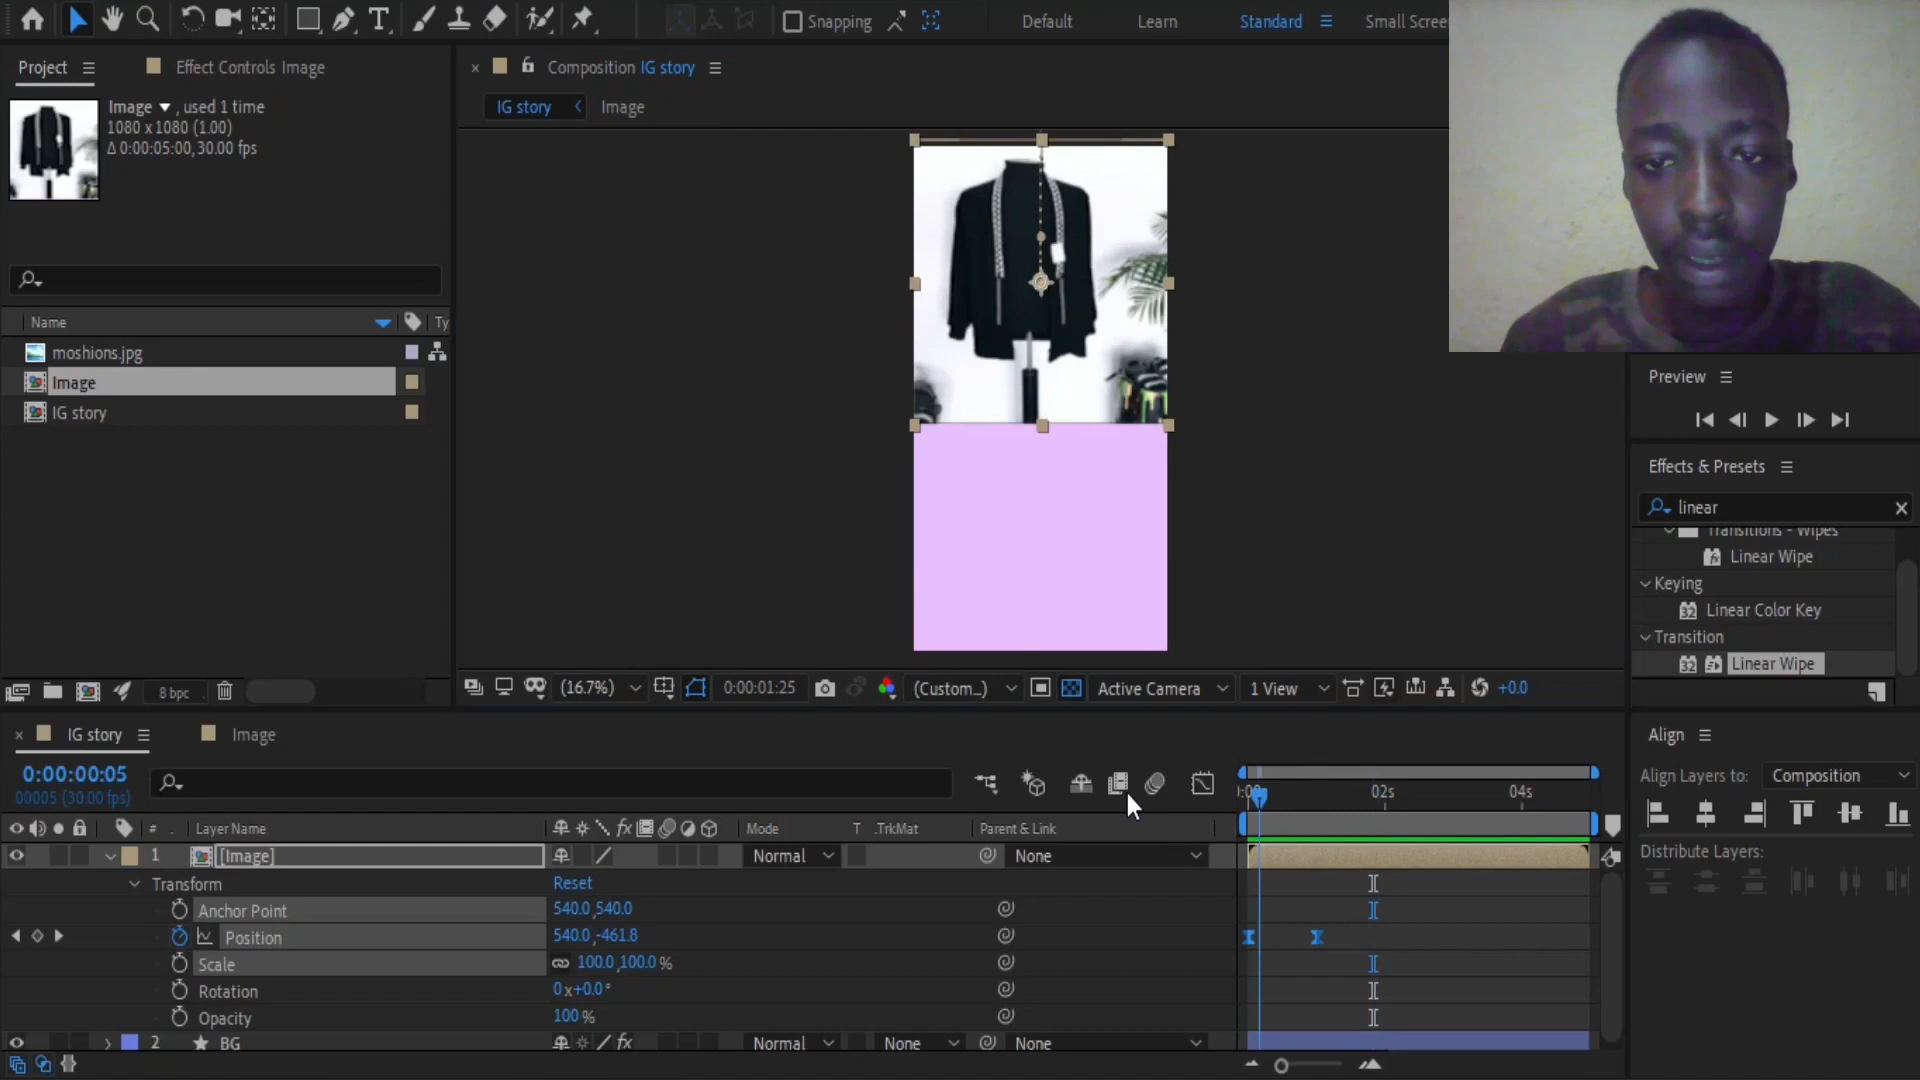 Snapping
Default
Learn
Standard
Small Scree
Project
Effect Controls Image
Composition IG story
Image , used 1 time
1080 x 1080 (1.00)
Δ 0:00:05:00, 30.00 fps
IG story
Image
Name
Ty
moshions.jpg
Image
IG story
Preview
Effects & Presets
linear
Transitions - Wipes
Linear Wipe
Keying
Linear Color Key
Transition
Linear Wipe
8 bpc
(16.7%)
0:00:01:25
(Custom_)
Active Camera
1 View
+0.0
IG story
Image
0:00:00:05
00005 (30.00 fps)
02s
04s
Align
Align Layers to: Composition
Distribute Layers:
# . Layer Name
fx
Mode
T .TrkMat
Parent & Link
1 [Image]
Normal
None
Transform
Reset
Anchor Point
540.0,540.0
Position
540.0,-461.8
Scale
100.0,100.0 %
Rotation
0x+0.0°
Opacity
100 %
2 BG
fx
Normal
None
None